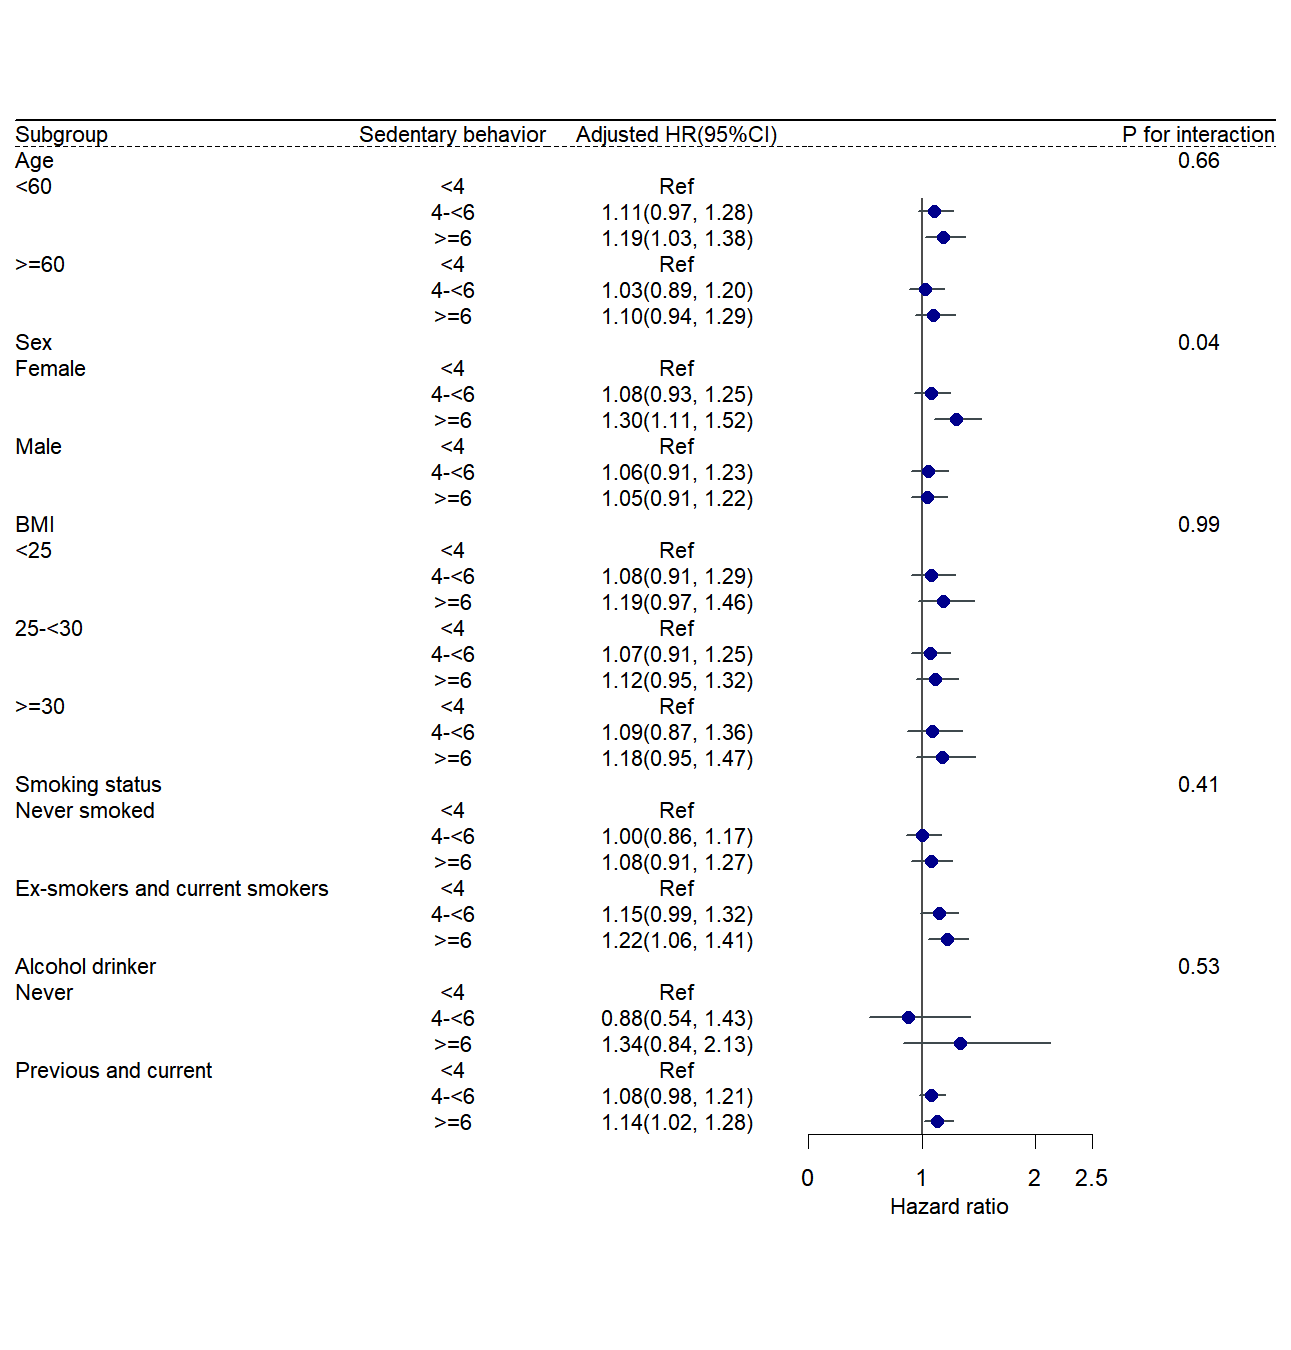 Subgroup Sedentary behavior Adjusted HR(95%CI) P for interaction
Age 0.66
<60 <4 Ref
4-<6 1.11(0.97, 1.28)
>=6 1.19(1.03, 1.38)
>=60 <4 Ref
4-<6 1.03(0.89, 1.20)
>=6 1.10(0.94, 1.29)
Sex 0.04
Female <4 Ref
4-<6 1.08(0.93, 1.25)
>=6 1.30(1.11, 1.52)
Male <4 Ref
4-<6 1.06(0.91, 1.23)
>=6 1.05(0.91, 1.22)
BMI 0.99
<25 <4 Ref
4-<6 1.08(0.91, 1.29)
>=6 1.19(0.97, 1.46)
25-<30 <4 Ref
4-<6 1.07(0.91, 1.25)
>=6 1.12(0.95, 1.32)
>=30 <4 Ref
4-<6 1.09(0.87, 1.36)
>=6 1.18(0.95, 1.47)
Smoking status 0.41
Never smoked <4 Ref
4-<6 1.00(0.86, 1.17)
>=6 1.08(0.91, 1.27)
Ex-smokers and current smokers <4 Ref
4-<6 1.15(0.99, 1.32)
>=6 1.22(1.06, 1.41)
Alcohol drinker 0.53
Never <4 Ref
4-<6 0.88(0.54, 1.43)
>=6 1.34(0.84, 2.13)
Previous and current <4 Ref
4-<6 1.08(0.98, 1.21)
>=6 1.14(1.02, 1.28)
0 1 2 2.5
Hazard ratio